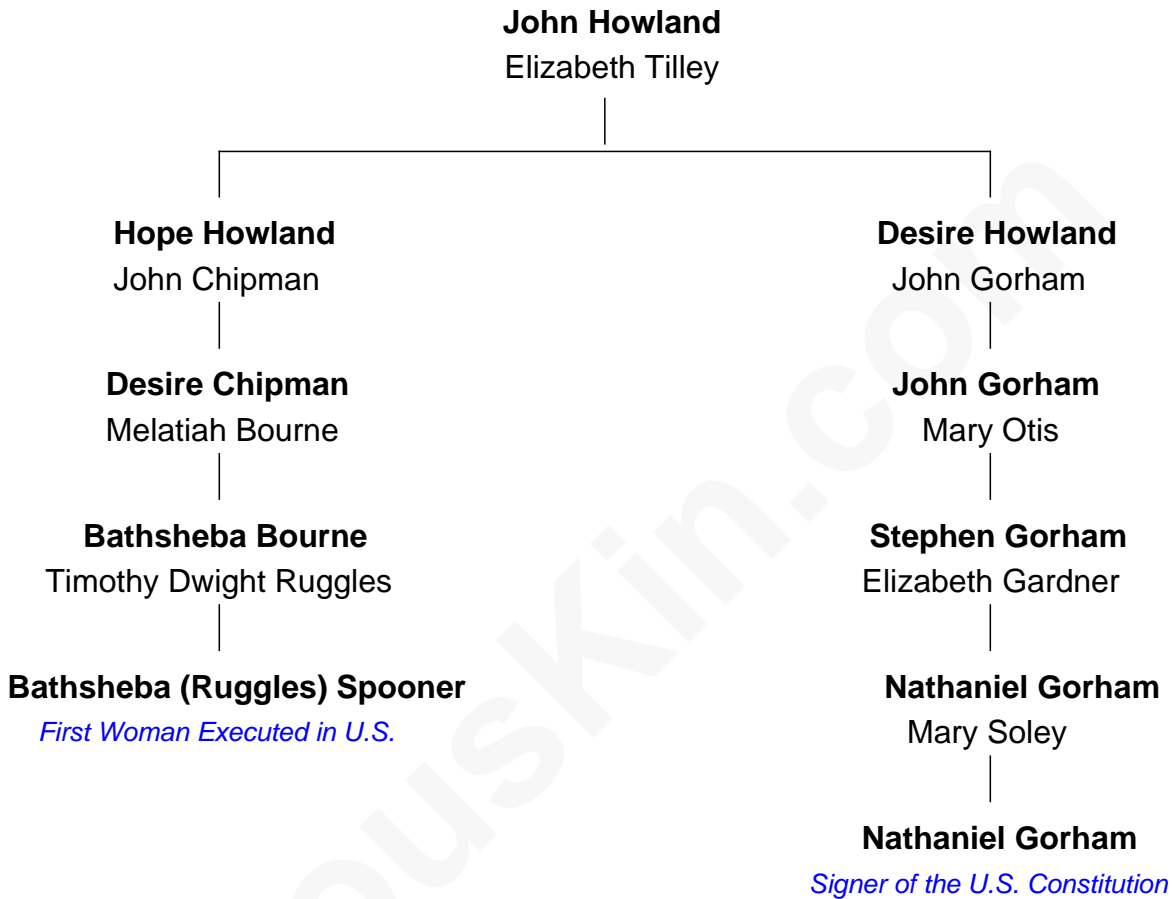 John Howland
Elizabeth Tilley
Hope Howland
John Chipman
Desire Howland
John Gorham
Desire Chipman
Melatiah Bourne
John Gorham
Mary Otis
Bathsheba Bourne
Timothy Dwight Ruggles
Stephen Gorham
Elizabeth Gardner
Bathsheba (Ruggles) Spooner
First Woman Executed in U.S.
Nathaniel Gorham
Mary Soley
Nathaniel Gorham
Signer of the U.S. Constitution
ousKin.com